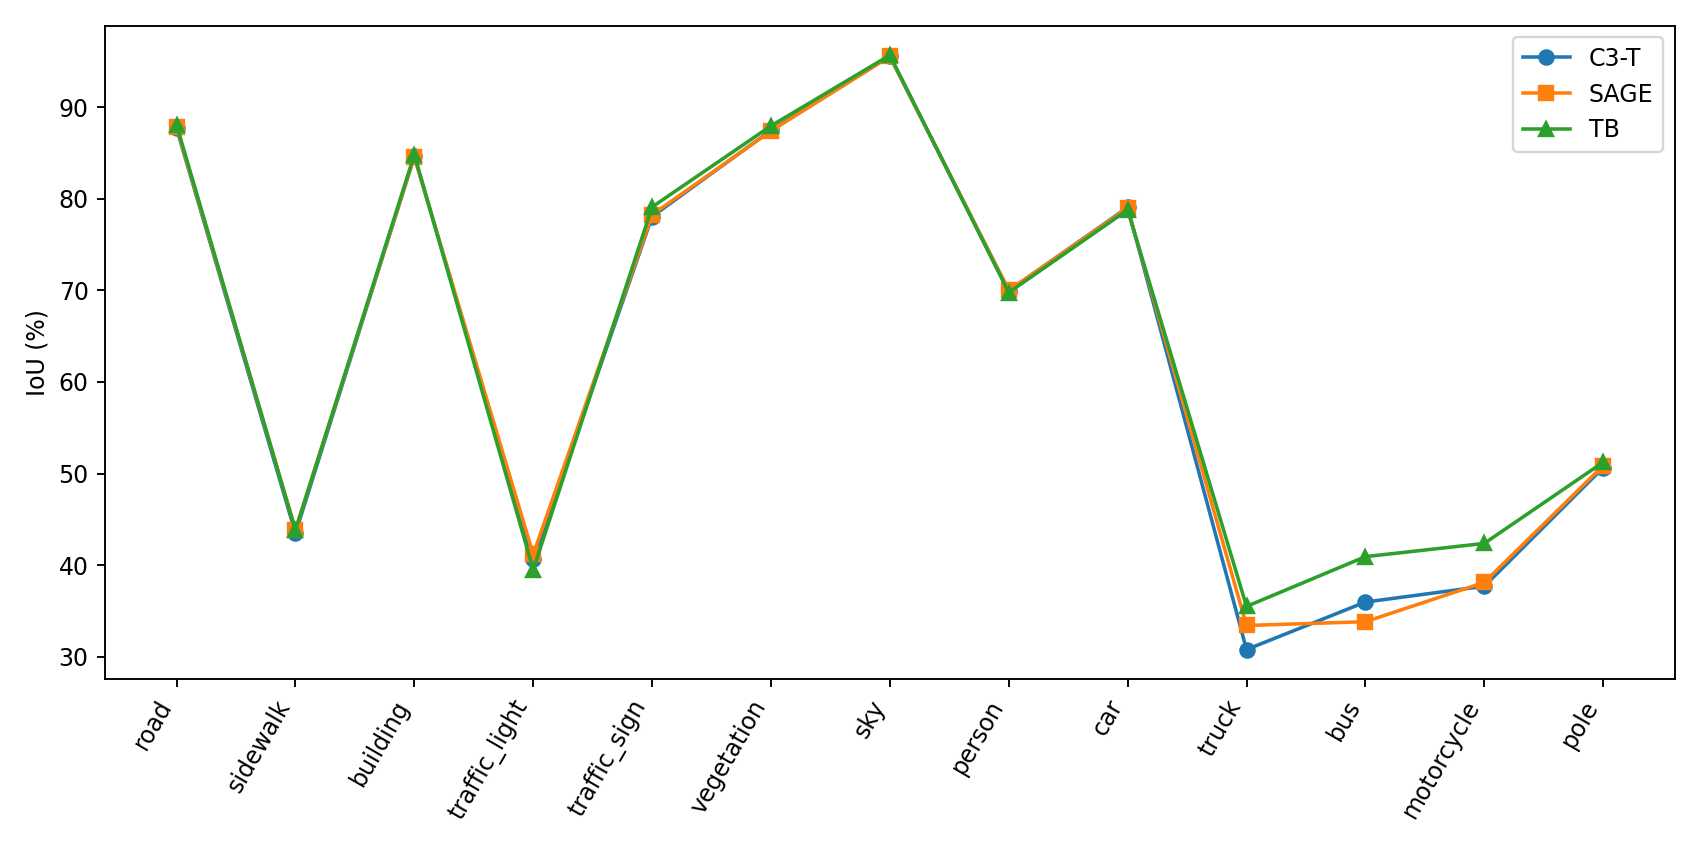 C3-T
SAGE
TB
IoU (%)
90
80
70
60
50
40
30
road
sidewalk
building
traffic_light
traffic_sign
vegetation
sky
person
car
truck
bus
motorcycle
pole